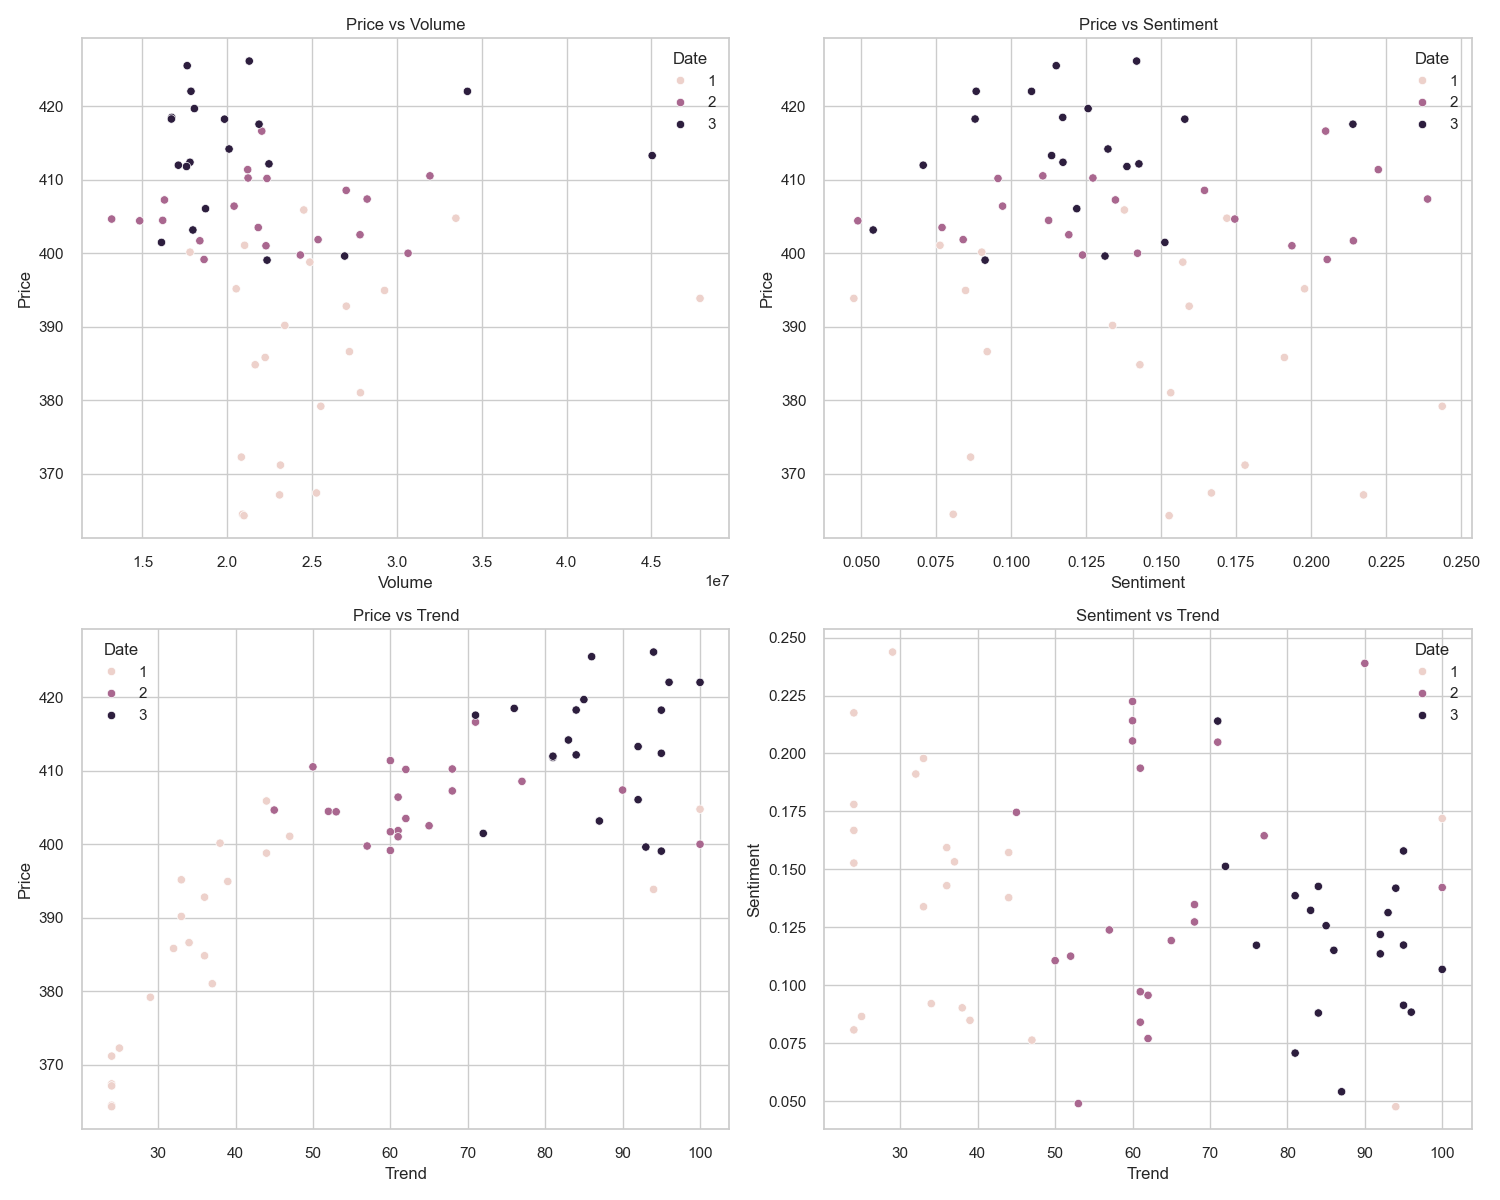 Price vs Volume
Date
1
2
3
420
410
400
390
380
370
Price
1.5 2.0 2.5 3.0 3.5 4.0 4.5
1e7
Volume
Price vs Sentiment
Date
1
2
3
420
410
400
390
380
370
Price
0.050 0.075 0.100 0.125 0.150 0.175 0.200 0.225 0.250
Sentiment
Price vs Trend
Date
1
2
3
420
410
400
390
380
370
Price
30 40 50 60 70 80 90 100
Trend
Sentiment vs Trend
Date
1
2
3
0.250
0.225
0.200
0.175
0.150
0.125
0.100
0.075
0.050
Sentiment
30 40 50 60 70 80 90 100
Trend